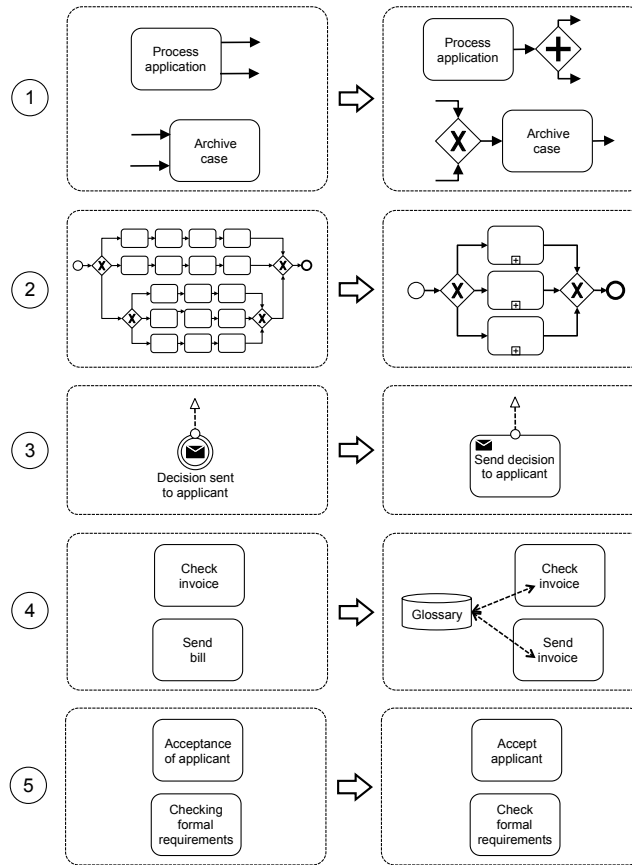 1
Process
application
Archive
case
Process
application
X
Archive
case
2
X
X
X
X
X
X
3
Decision sent
to applicant
Send decision
to applicant
4
Check
invoice
Send
bill
Glossary
Check
invoice
Send
invoice
5
Acceptance
of applicant
Checking
formal
requirements
Accept
applicant
Check
formal
requirements